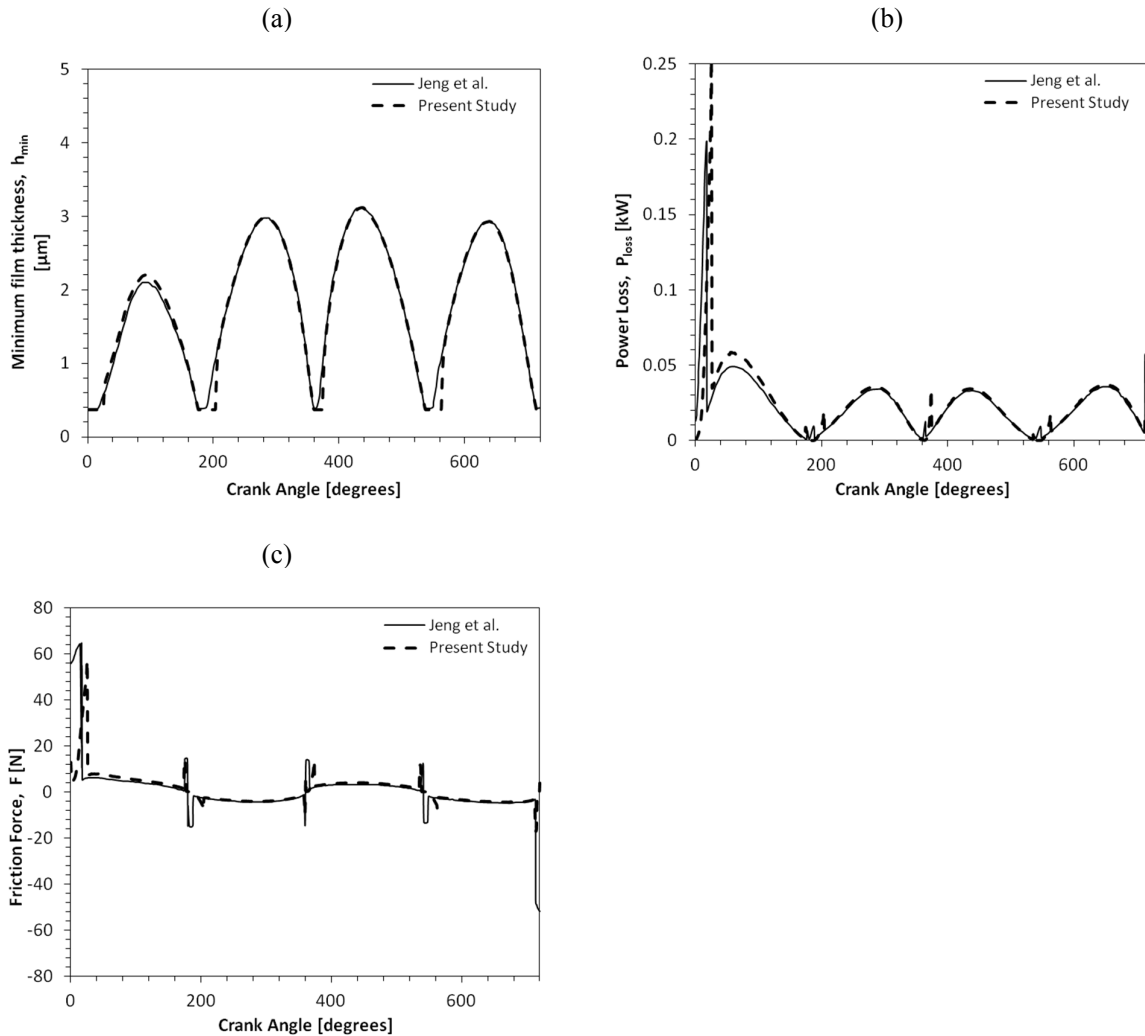 (a)
5
4
3
2
1
0
Minimum film thickness, hmin
[μm]
Jeng et al.
Present Study
0
200
400
600
Crank Angle [degrees]
(b)
0.25
0.2
0.15
0.1
0.05
0
Power Loss, Ploss [kW]
Jeng et al.
Present Study
0
200
400
600
Crank Angle [degrees]
(c)
80
60
40
20
0
-20
-40
-60
-80
Friction Force, F [N]
Jeng et al.
Present Study
0
200
400
600
Crank Angle [degrees]